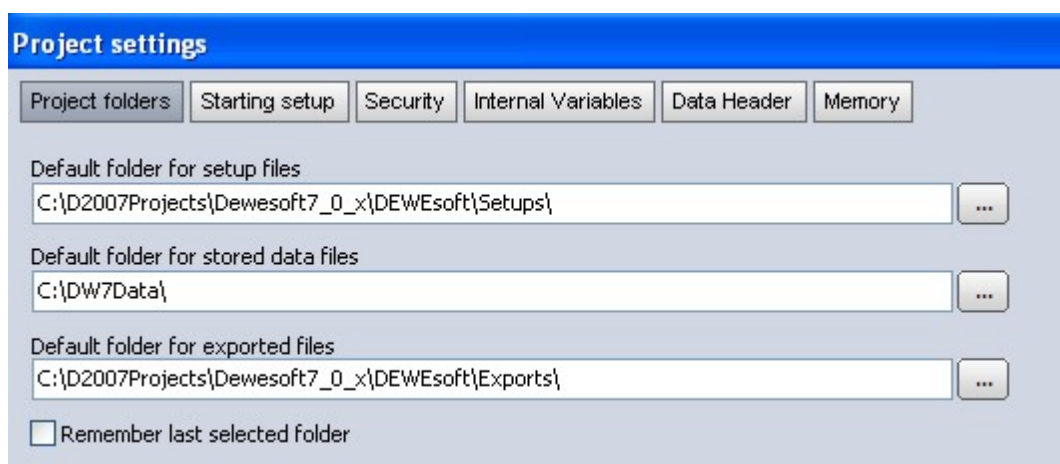 Project settings
Project folders Starting setup Security Internal Variables Data Header Memory
Default folder for setup files
C:\D2007Projects\Dewesoft7_0_x\DEWEsoft\Setups\ ...
Default folder for stored data files
C:\DW7Data\ ...
Default folder for exported files
C:\D2007Projects\Dewesoft7_0_x\DEWEsoft\Exports\ ...
Remember last selected folder